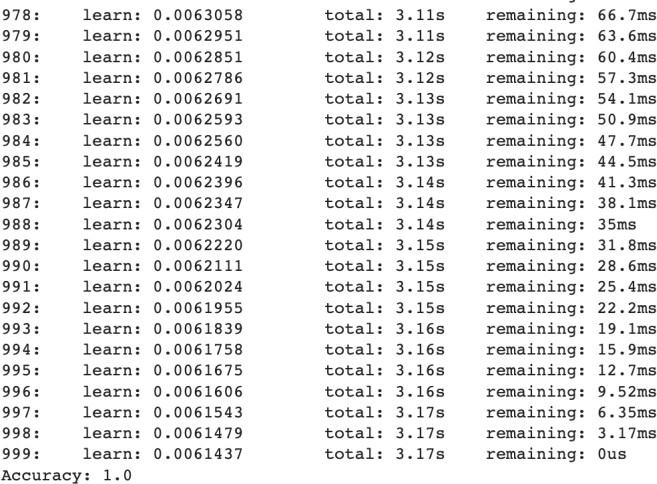 978: learn: 0.0063058 total: 3.11s remaining: 66.7ms
979: learn: 0.0062951 total: 3.11s remaining: 63.6ms
980: learn: 0.0062851 total: 3.12s remaining: 60.4ms
981: learn: 0.0062786 total: 3.12s remaining: 57.3ms
982: learn: 0.0062691 total: 3.13s remaining: 54.1ms
983: learn: 0.0062593 total: 3.13s remaining: 50.9ms
984: learn: 0.0062560 total: 3.13s remaining: 47.7ms
985: learn: 0.0062419 total: 3.13s remaining: 44.5ms
986: learn: 0.0062396 total: 3.14s remaining: 41.3ms
987: learn: 0.0062347 total: 3.14s remaining: 38.1ms
988: learn: 0.0062304 total: 3.14s remaining: 35ms
989: learn: 0.0062220 total: 3.15s remaining: 31.8ms
990: learn: 0.0062111 total: 3.15s remaining: 28.6ms
991: learn: 0.0062024 total: 3.15s remaining: 25.4ms
992: learn: 0.0061955 total: 3.15s remaining: 22.2ms
993: learn: 0.0061839 total: 3.16s remaining: 19.1ms
994: learn: 0.0061758 total: 3.16s remaining: 15.9ms
995: learn: 0.0061675 total: 3.16s remaining: 12.7ms
996: learn: 0.0061606 total: 3.16s remaining: 9.52ms
997: learn: 0.0061543 total: 3.17s remaining: 6.35ms
998: learn: 0.0061479 total: 3.17s remaining: 3.17ms
999: learn: 0.0061437 total: 3.17s remaining: 0us
Accuracy: 1.0